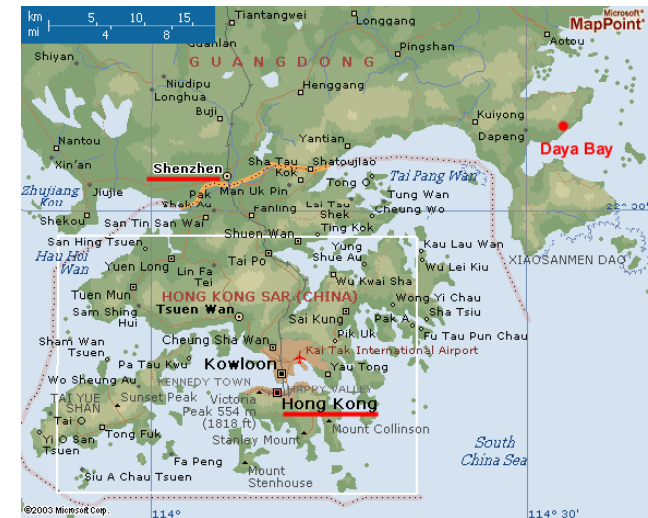 km 5, 10, 15,
mi 4 8
Microsoft
MapPoint
Tiantangwei
Longgang
Guanlan
Pingshan
Aotou
Shiyan
GUANGDONG
Niudipu
Longhua
Henggang
Buji
Kuiyong
Dapeng
Daya Bay
Nantou
Yantian
Xin'an
Shenzhen
Sha Tau
Kok
Shatoujiao
Tai Pang Wan
Zhujiang
Kou
Jiujie
Pak
Man Uk Pin
Tong O
Tung Wan
Shekou
San Tin
San Wai
Fanling
Lai Tau
Shek
Cheung Wo
22° 30'
San Hing Tsuen
Shuen Wan
Ting Kok
Hau Hoi
Wan
Yuen Long
Lin Fa
Tei
Tai Po
Yung
Shue Au
Kau Lau Wan
Wu Lei Kiu
XIAOSANMEN DAO
Tuen Mun
HONG KONG SAR (CHINA)
Wu Kwai Sha
Wong Yi Chau
Sam Shing
Hui
Tsuen Wan
Sai Kung
Pak A
Sha Tsiu
Sham Wan
Tsuen
Cheung Sha Wan
Pik Uk
Fu Tau Pun Chau
Kai Tak International Airport
Pa Tau Kwu
Kowloon
Yau Tong
Wo Sheung Au
KENNEDY TOWN
HAPPY VALLEY
TAI YUE
SHAN
Sunset Peak
Victoria
Peak 554 m
(1818 ft)
Hong Kong
Tai O
Yi O San
Tsuen
Tong Fuk
Stanley Mount
Mount Collinson
South
China Sea
Fa Peng
Siu A Chau Tsuen
Mount
Stenhouse
©2003 Microsoft Corp.
114°
114° 30'